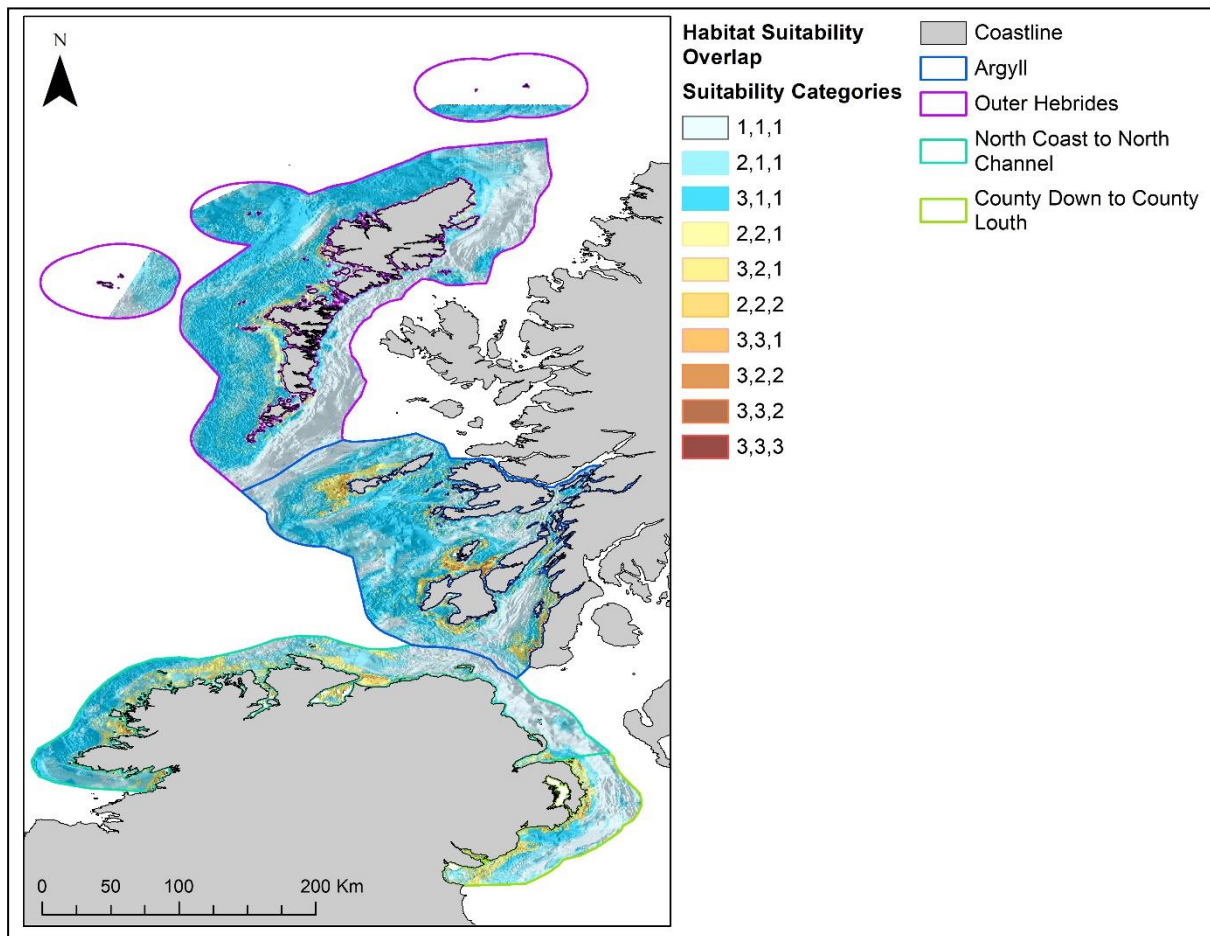 N
Habitat Suitability
Overlap
Suitability Categories
1,1,1
2,1,1
3,1,1
2,2,1
3,2,1
2,2,2
3,3,1
3,2,2
3,3,2
3,3,3
Coastline
Argyll
Outer Hebrides
North Coast to North
Channel
County Down to County
Louth
0 50 100 200 Km